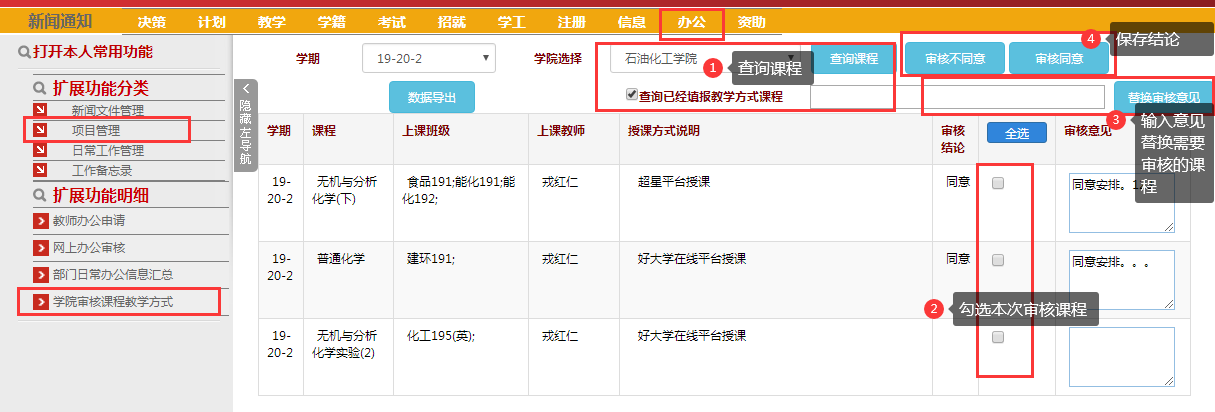 新闻通知 决策 计划 教学 学籍 考试 招就 学工 注册 信息 办公 资助
打开本人常用功能
扩展功能分类
新闻文件管理
项目管理
日常工作管理
工作备忘录
扩展功能明细
教师办公申请
网上办公审核
部门日常办公信息汇总
学院审核课程教学方式
隐藏左导航
学期 19-20-2 学院选择 石油化工学院 查询课程 审核不同意 审核同意
1 查询课程
4 保存结论
数据导出 查询已经填报教学方式课程 替换审核意见
3 输入意见
替换需要
审核的课
程
学期 课程 上课班级 上课教师 授课方式说明 审核结论 全选 审核意见
19-20-2 无机与分析化学(下) 食品191;能化191;能化192; 戎红仁 超星平台授课 同意 同意安排。1
19-20-2 普通化学 建环191; 戎红仁 好大学在线平台授课 同意 同意安排。。。
2 勾选本次审核课程
19-20-2 无机与分析化学实验(2) 化工195(英); 戎红仁 好大学在线平台授课